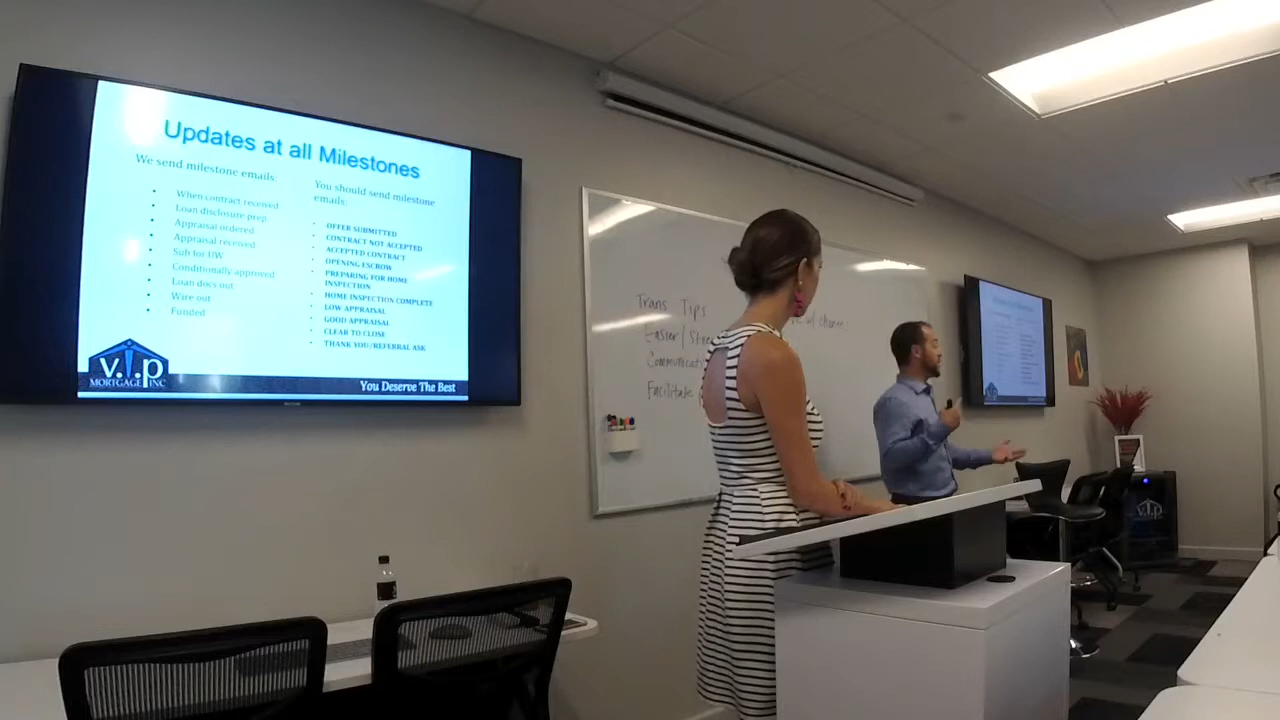 Updates at all Milestones
We send milestone emails:
When contract received
Loan disclosure prep
Appraisal ordered
Appraisal received
Sub for UW
Conditionally approved
Loan docs out
Wire out
Funded
You should send milestone
emails:
OFFER SUBMITTED
CONTRACT NOT ACCEPTED
ACCEPTED CONTRACT
OPENING ESCROW
PREPARING FOR HOME
INSPECTION
HOME INSPECTION COMPLETE
LOW APPRAISAL
GOOD APPRAISAL
CLEAR TO CLOSE
THANK YOU/REFERRAL ASK
v.i.p
MORTGAGE INC
You Deserve The Best
Trans Tips
Easier/
Facilitate
v.i.p